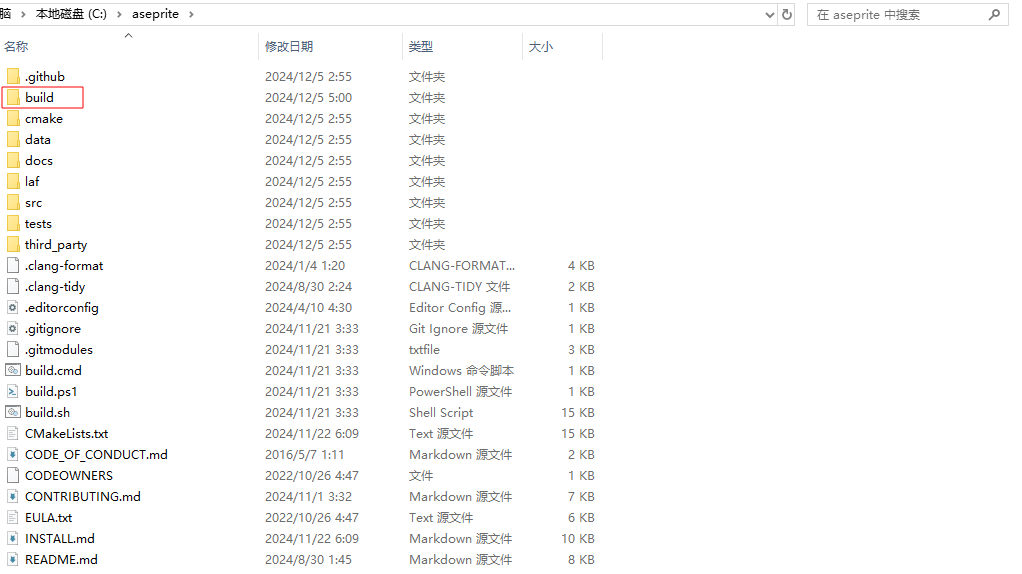 脑 › 本地磁盘 (C:) › aseprite ›
在 aseprite 中搜索
名称 修改日期 类型 大小
.github 2024/12/5 2:55 文件夹
build 2024/12/5 5:00 文件夹
cmake 2024/12/5 2:55 文件夹
data 2024/12/5 2:55 文件夹
docs 2024/12/5 2:55 文件夹
laf 2024/12/5 2:55 文件夹
src 2024/12/5 2:55 文件夹
tests 2024/12/5 2:55 文件夹
third_party 2024/12/5 2:55 文件夹
.clang-format 2024/1/4 1:20 CLANG-FORMAT... 4 KB
.clang-tidy 2024/8/30 2:24 CLANG-TIDY 文件 2 KB
.editorconfig 2024/4/10 4:30 Editor Config 源... 1 KB
.gitignore 2024/11/21 3:33 Git Ignore 源文件 1 KB
.gitmodules 2024/11/21 3:33 txtfile 3 KB
build.cmd 2024/11/21 3:33 Windows 命令脚本 1 KB
build.ps1 2024/11/21 3:33 PowerShell 源文件 1 KB
build.sh 2024/11/21 3:33 Shell Script 15 KB
CMakeLists.txt 2024/11/22 6:09 Text 源文件 15 KB
CODE_OF_CONDUCT.md 2016/5/7 1:11 Markdown 源文件 2 KB
CODEOWNERS 2022/10/26 4:47 文件 1 KB
CONTRIBUTING.md 2024/11/1 3:32 Markdown 源文件 7 KB
EULA.txt 2022/10/26 4:47 Text 源文件 6 KB
INSTALL.md 2024/11/22 6:09 Markdown 源文件 10 KB
README.md 2024/8/30 1:45 Markdown 源文件 8 KB